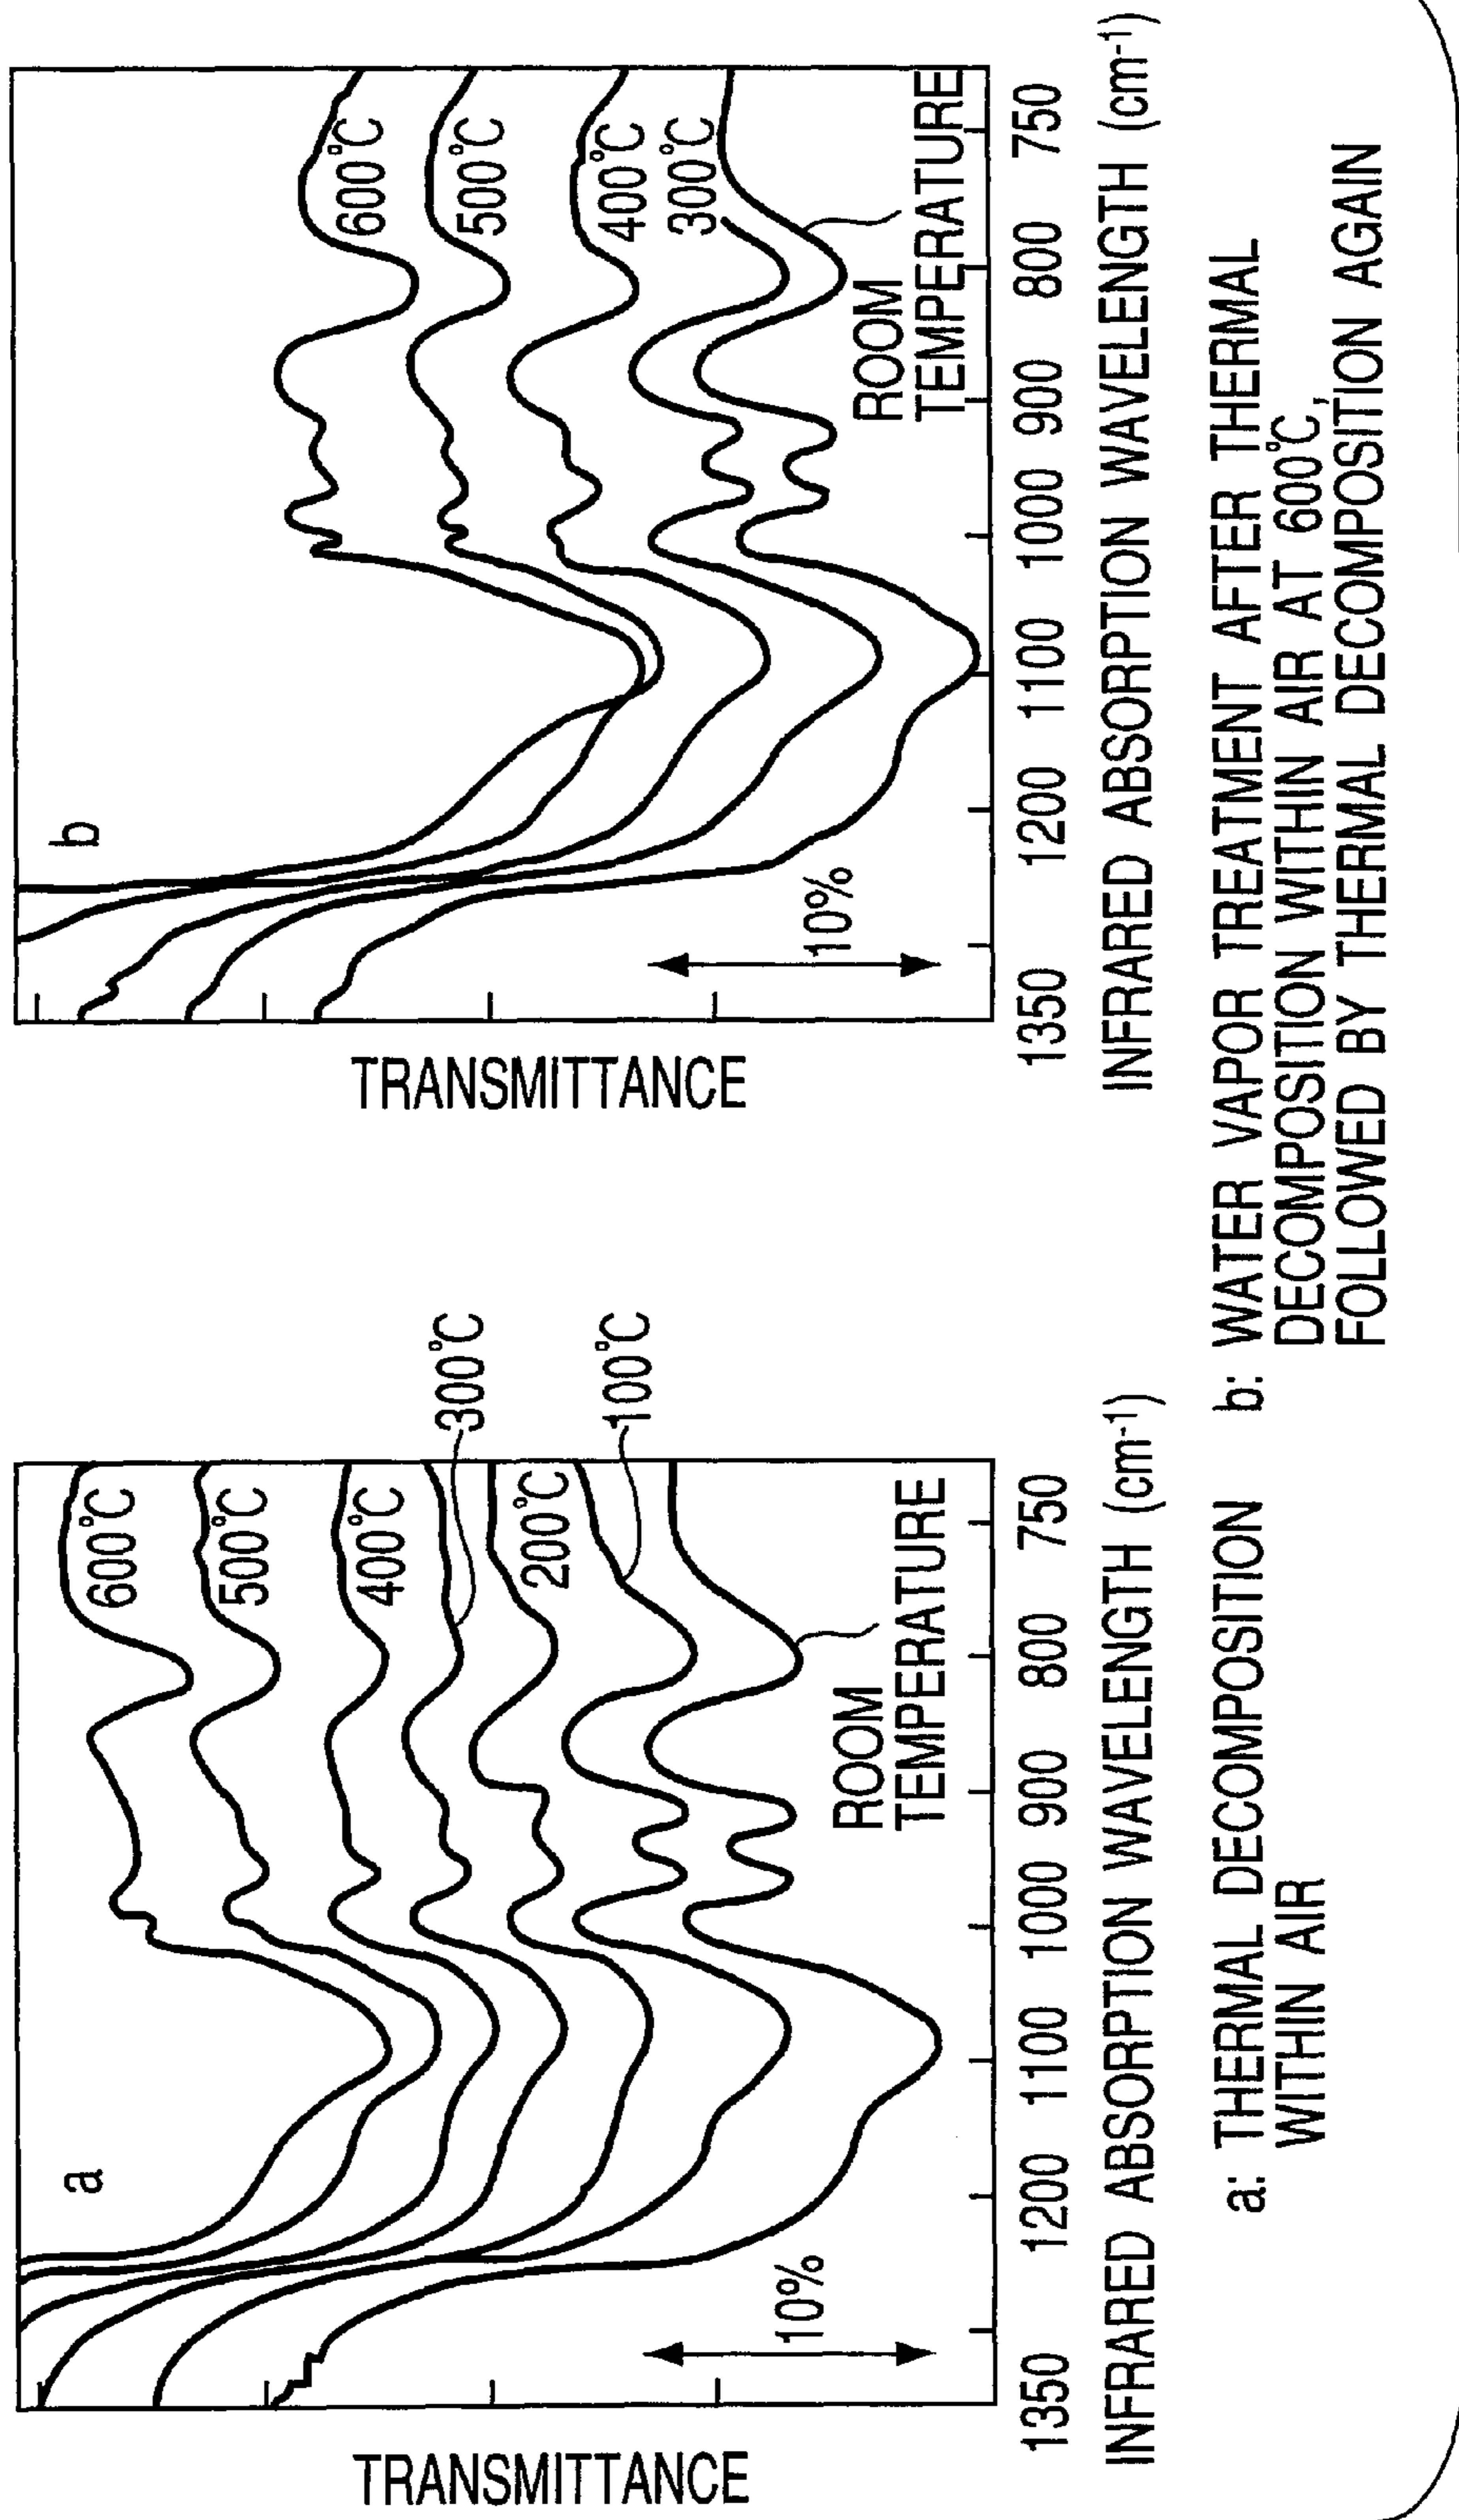 TRANSMITTANCE
a
600°C
500°C
400°C
300°C
200°C
100°C
ROOM
TEMPERATURE
10%
1350 1200 1100 1000 900 800 750
INFRARED ABSORPTION WAVELENGTH (cm-1)
a: THERMAL DECOMPOSITION
WITHIN AIR
TRANSMITTANCE
b
600°C
500°C
400°C
300°C
ROOM
TEMPERATURE
10%
1350 1200 1100 1000 900 800 750
INFRARED ABSORPTION WAVELENGTH (cm-1)
b: WATER VAPOR TREATMENT AFTER THERMAL
DECOMPOSITION WITHIN AIR AT 600°C,
FOLLOWED BY THERMAL DECOMPOSITION AGAIN